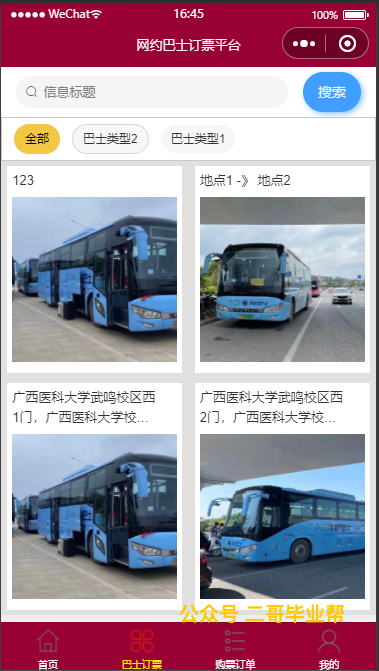 WeChat
16:45
100%
网约巴士订票平台
信息标题
搜索
全部
巴士类型2
巴士类型1
123
地点1 -》 地点2
广西医科大学武鸣校区西
1门，广西医科大学校...
广西医科大学武鸣校区西
2门，广西医科大学校...
公众号 二哥毕业帮
首页
巴士订票
购票订单
我的